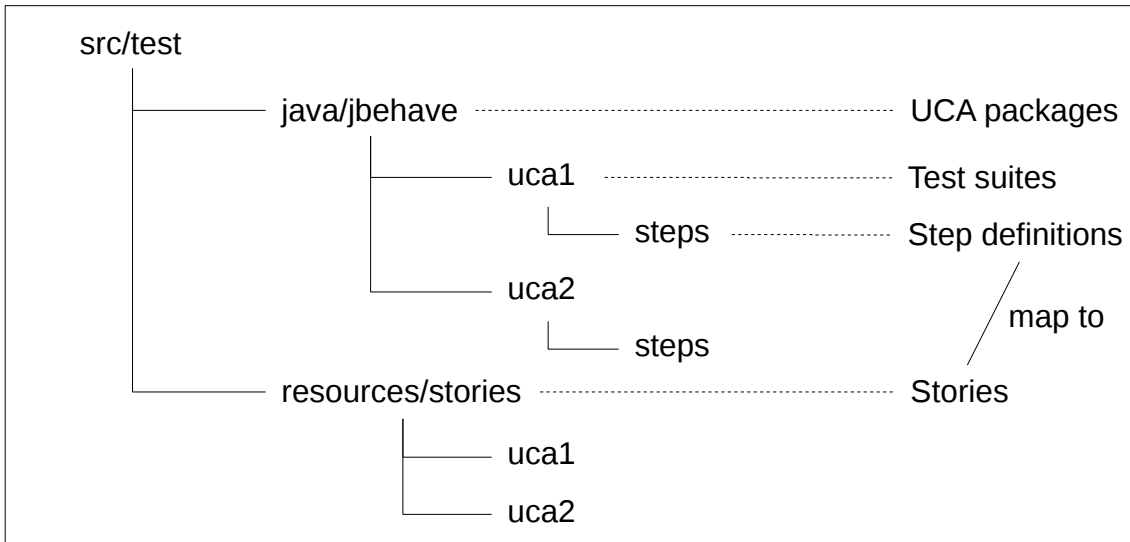 src/test
java/jbehave UCA packages
uca1 Test suites
steps Step definitions
uca2
map to
steps
resources/stories Stories
uca1
uca2